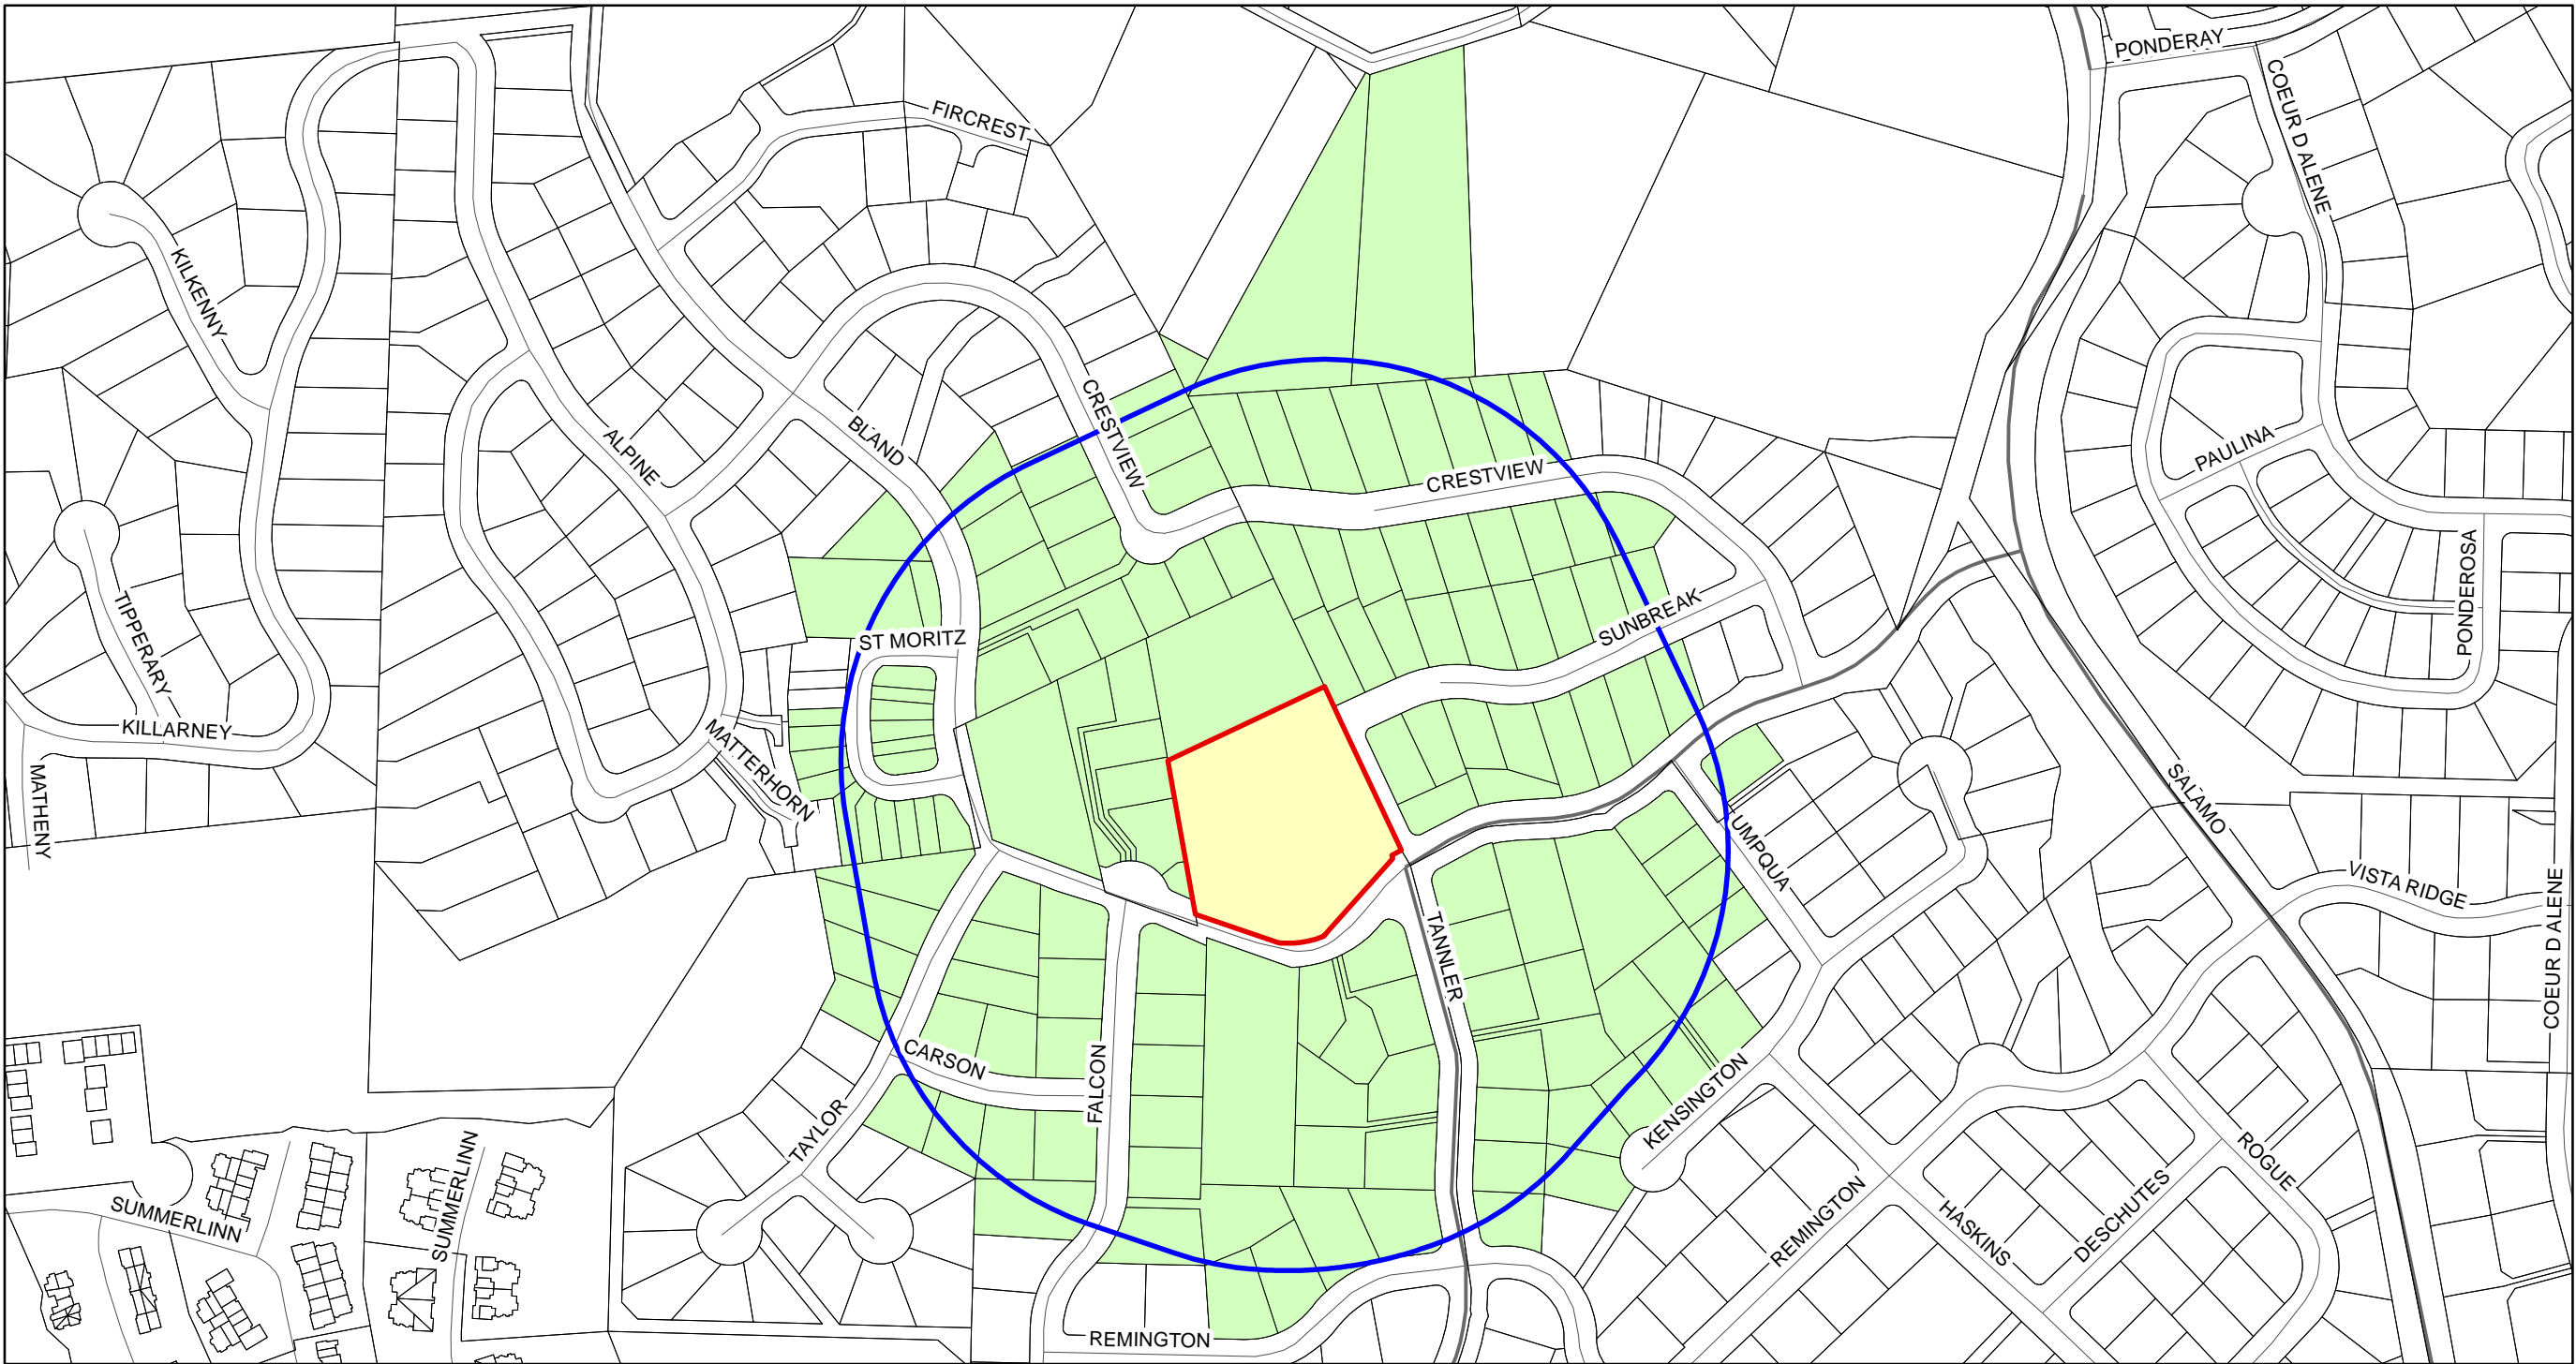 PONDERAY
COEUR D ALENE
FIRCREST
KILKENNY
CRESTVIEW
BLAND
ALPINE
CRESTVIEW
PAULINA
PONDEROSA
TIPPERARY
SUNBREAK
ST MORITZ
KILLARNEY
MATTERHORN
MATHENY
SALAMO
UMPQUA
VISTA RIDGE
COEUR D ALENE
TANNLER
CARSON
FALCON
KENSINGTON
TAYLOR
SUMMERLINN
SUMMERLINN
ROGUE
REMINGTON
HASKINS
DESCHUTES
REMINGTON